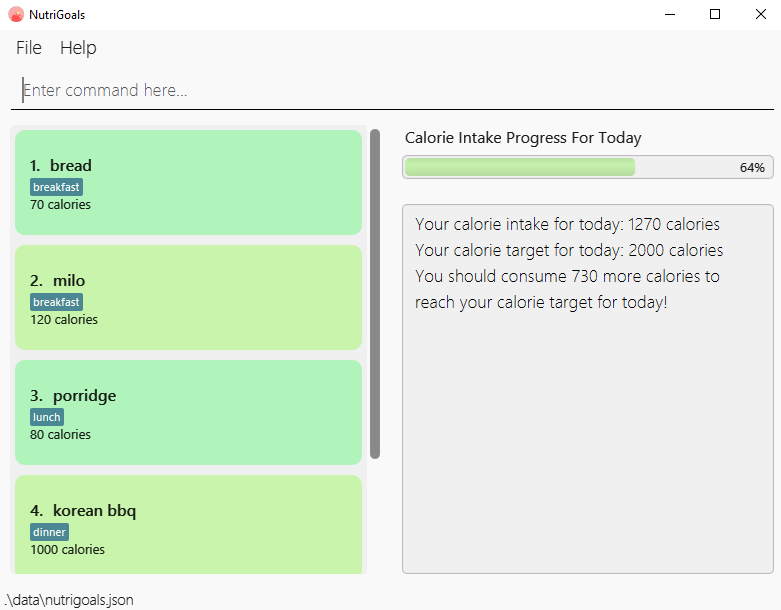 NutriGoals
File Help
Enter command here...
1. bread
breakfast
70 calories
2. milo
breakfast
120 calories
3. porridge
lunch
80 calories
4. korean bbq
dinner
1000 calories
Calorie Intake Progress For Today
64%
Your calorie intake for today: 1270 calories
Your calorie target for today: 2000 calories
You should consume 730 more calories to
reach your calorie target for today!
.\data\nutrigoals.json